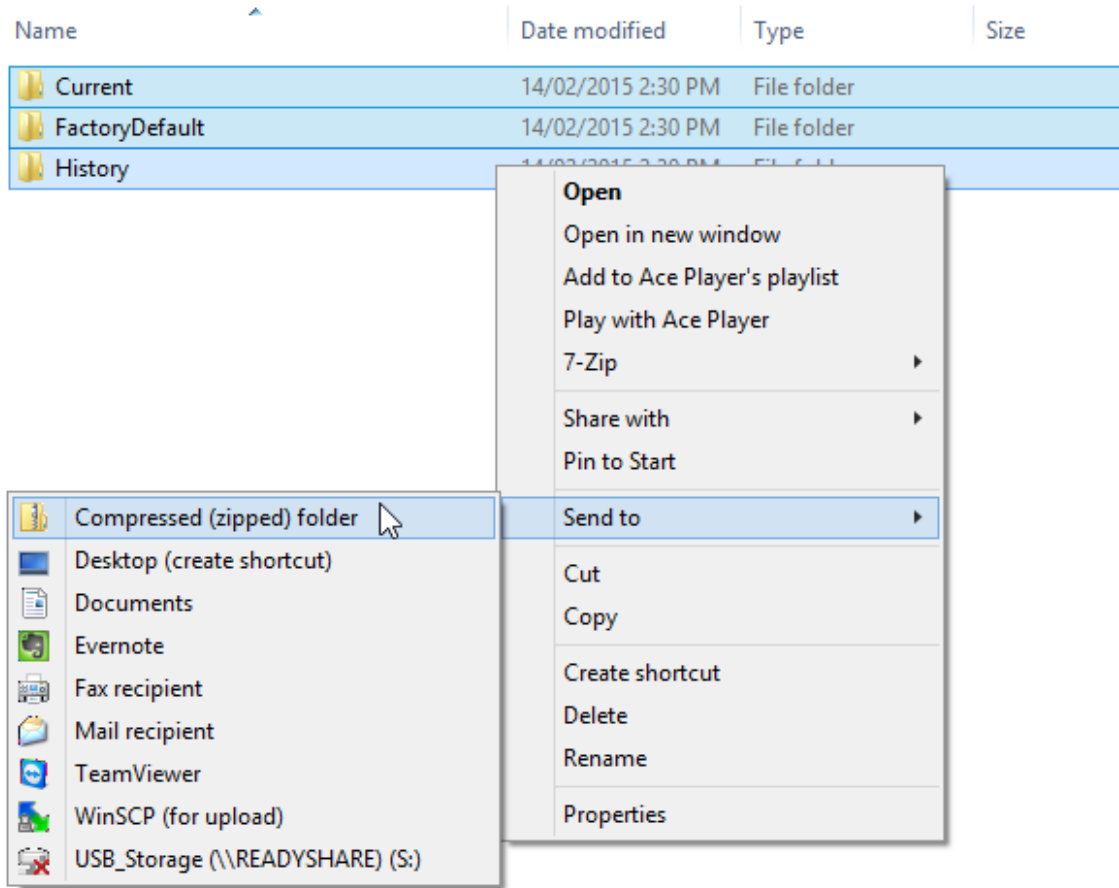 Name Date modified Type Size
Current 14/02/2015 2:30 PM File folder
FactoryDefault 14/02/2015 2:30 PM File folder
History
Open
Open in new window
Add to Ace Player's playlist
Play with Ace Player
7-Zip
Share with
Pin to Start
Send to
Cut
Copy
Create shortcut
Delete
Rename
Properties
Compressed (zipped) folder
Desktop (create shortcut)
Documents
Evernote
Fax recipient
Mail recipient
TeamViewer
WinSCP (for upload)
USB_Storage (\\READYSHARE) (S:)